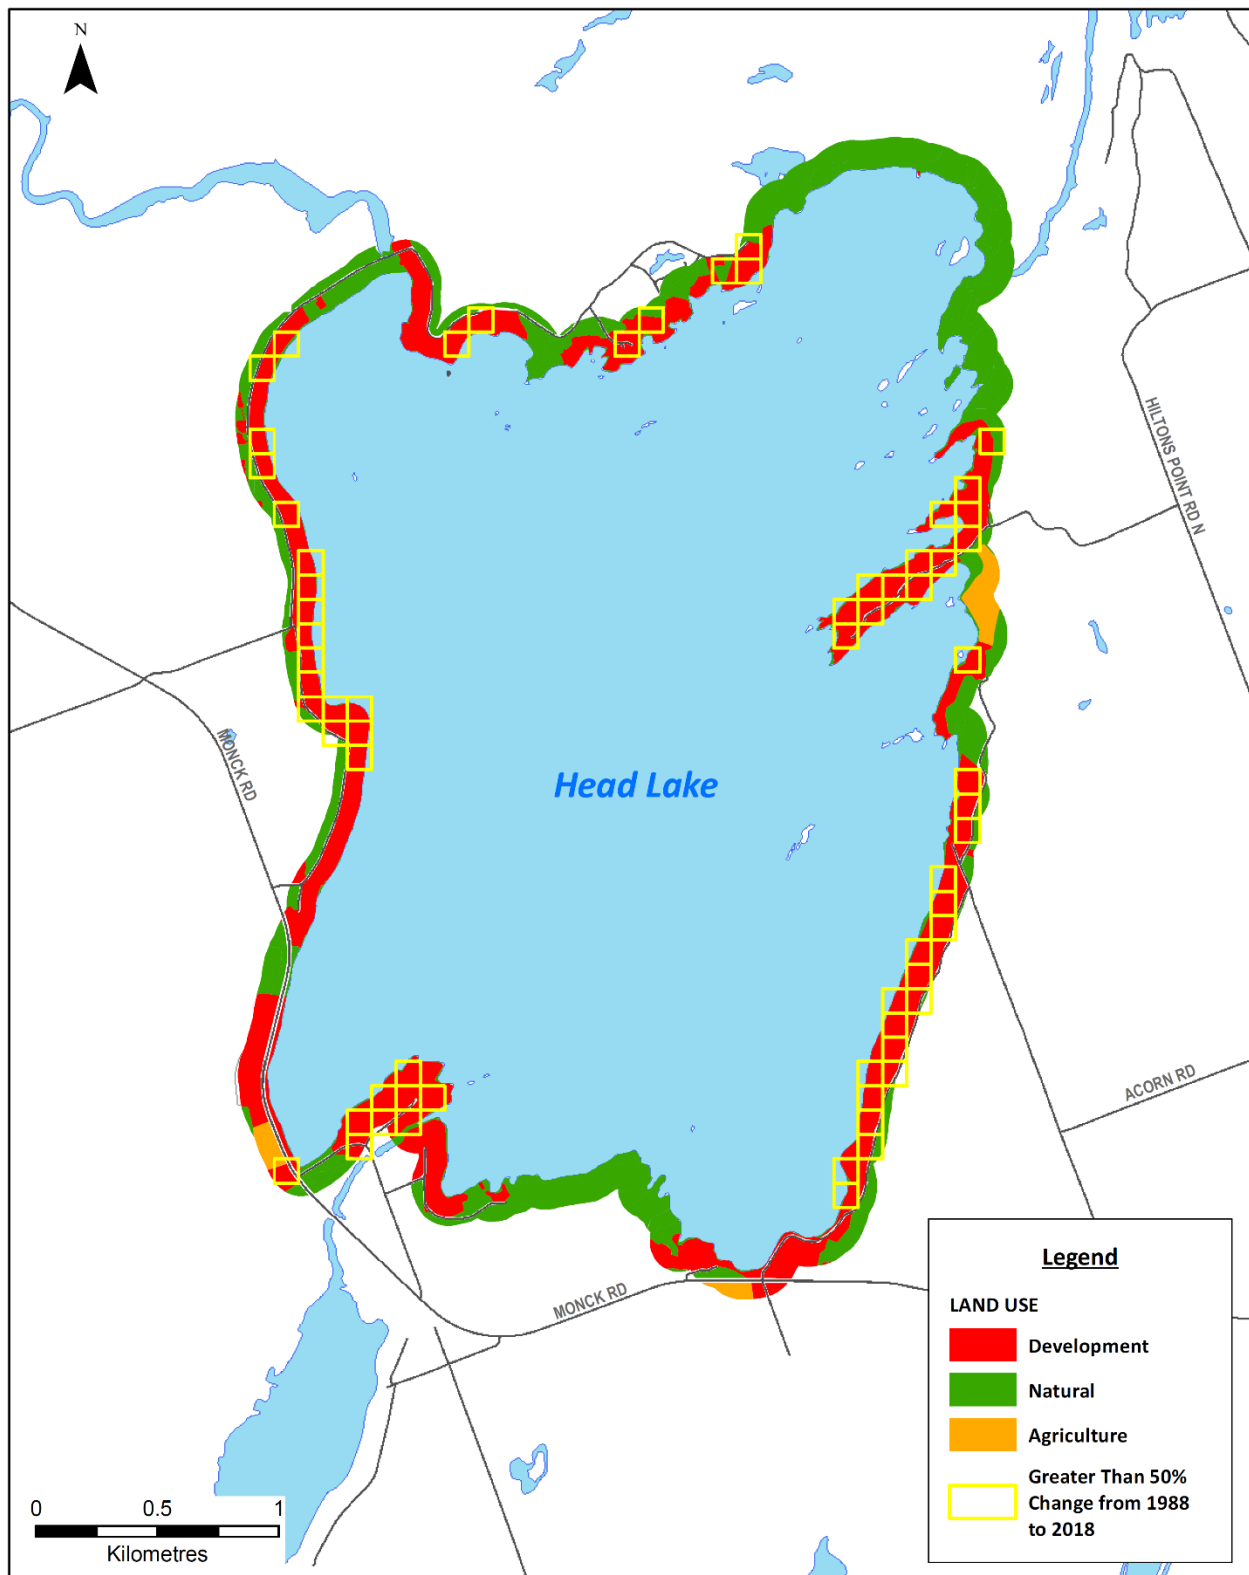 N
HILTONS POINT RD N
MONCK RD
Head Lake
ACORN RD
MONCK RD
Legend
LAND USE
Development
Natural
Agriculture
Greater Than 50%
Change from 1988
to 2018
0 0.5 1
Kilometres